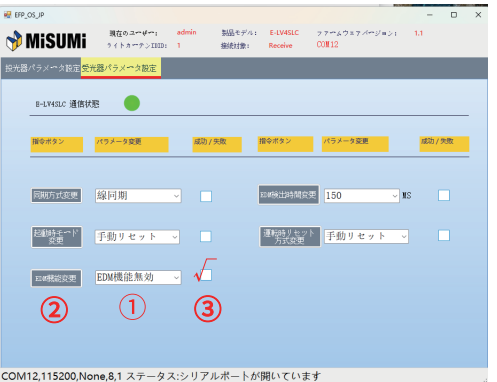 EFP_OS_JP
MiSUMi
現在のユーザー: admin 製品モデル: E-LV4SLC ファームウェアバージョン: 1.1
ライトカーテンIDID: 1 接続対象: Receive COM12
投光器パラメータ設定 受光器パラメータ設定
E-LV4SLC 通信状態
指令ボタン パラメータ変更 成功/失敗 指令ボタン パラメータ変更 成功/失敗
同期方式変更 線同期 EDM検出時間変更 150 MS
起動時モード変更 手動リセット 運転時リセット方式変更 手動リセット
EDM機能変更 EDM機能無効
② ① ③
COM12,115200,None,8,1 ステータス:シリアルポートが開いています